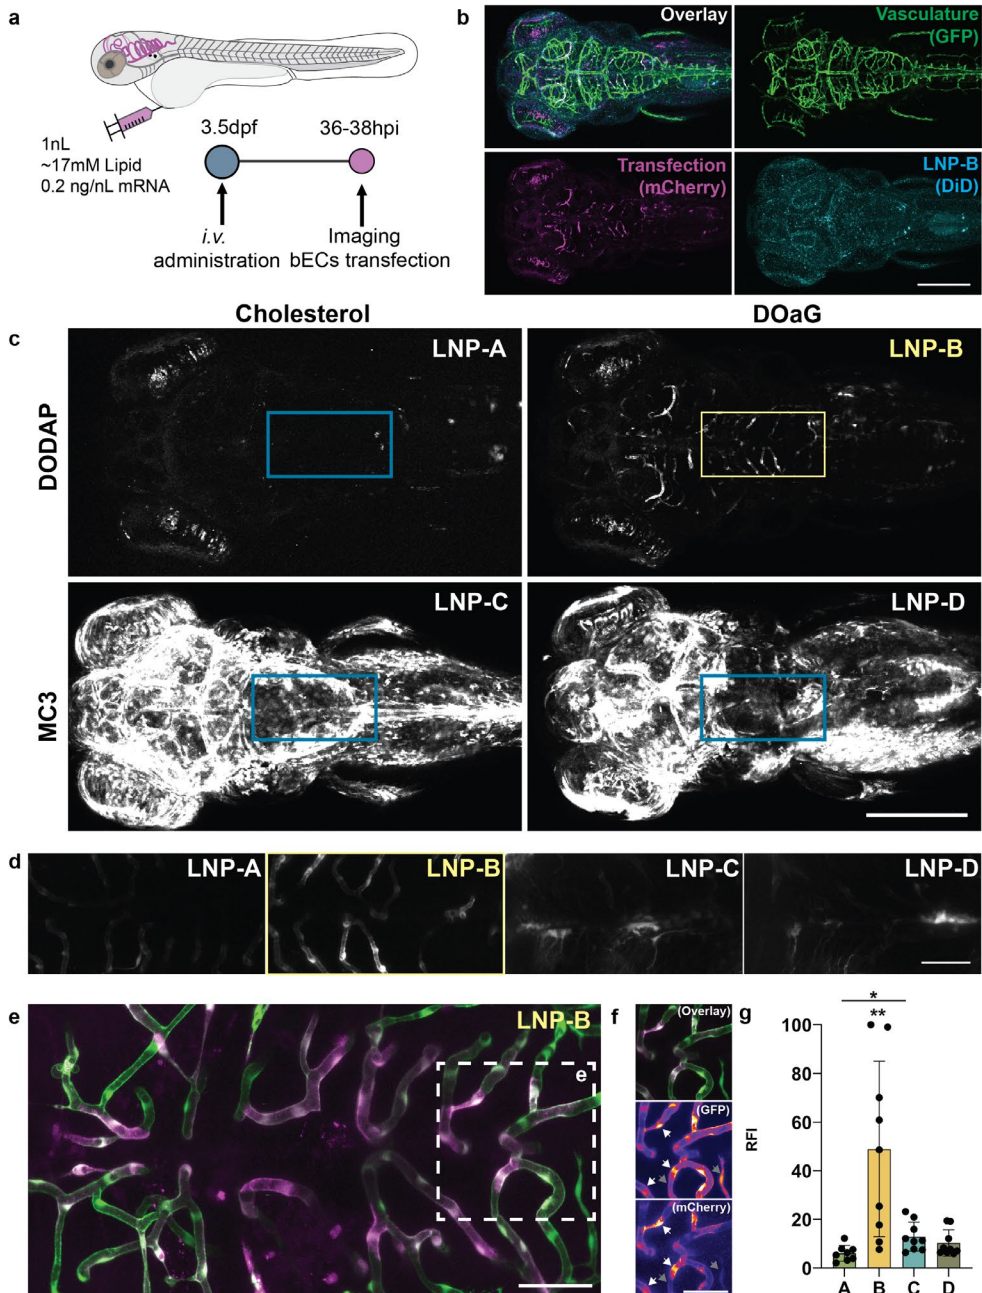 a
1nL
~17mM Lipid
0.2 ng/nL mRNA
3.5dpf
36-38hpi
i.v.
administration
Imaging
bECs transfection
b
Overlay
Vasculature
(GFP)
Transfection
(mCherry)
LNP-B
(DiD)
Cholesterol
DOaG
c
DODAP
LNP-A
LNP-B
MC3
LNP-C
LNP-D
d
LNP-A
LNP-B
LNP-C
LNP-D
e
LNP-B
e
f
(Overlay)
(GFP)
(mCherry)
g
*
**
RFI
100
80
60
40
20
0
A
B
C
D